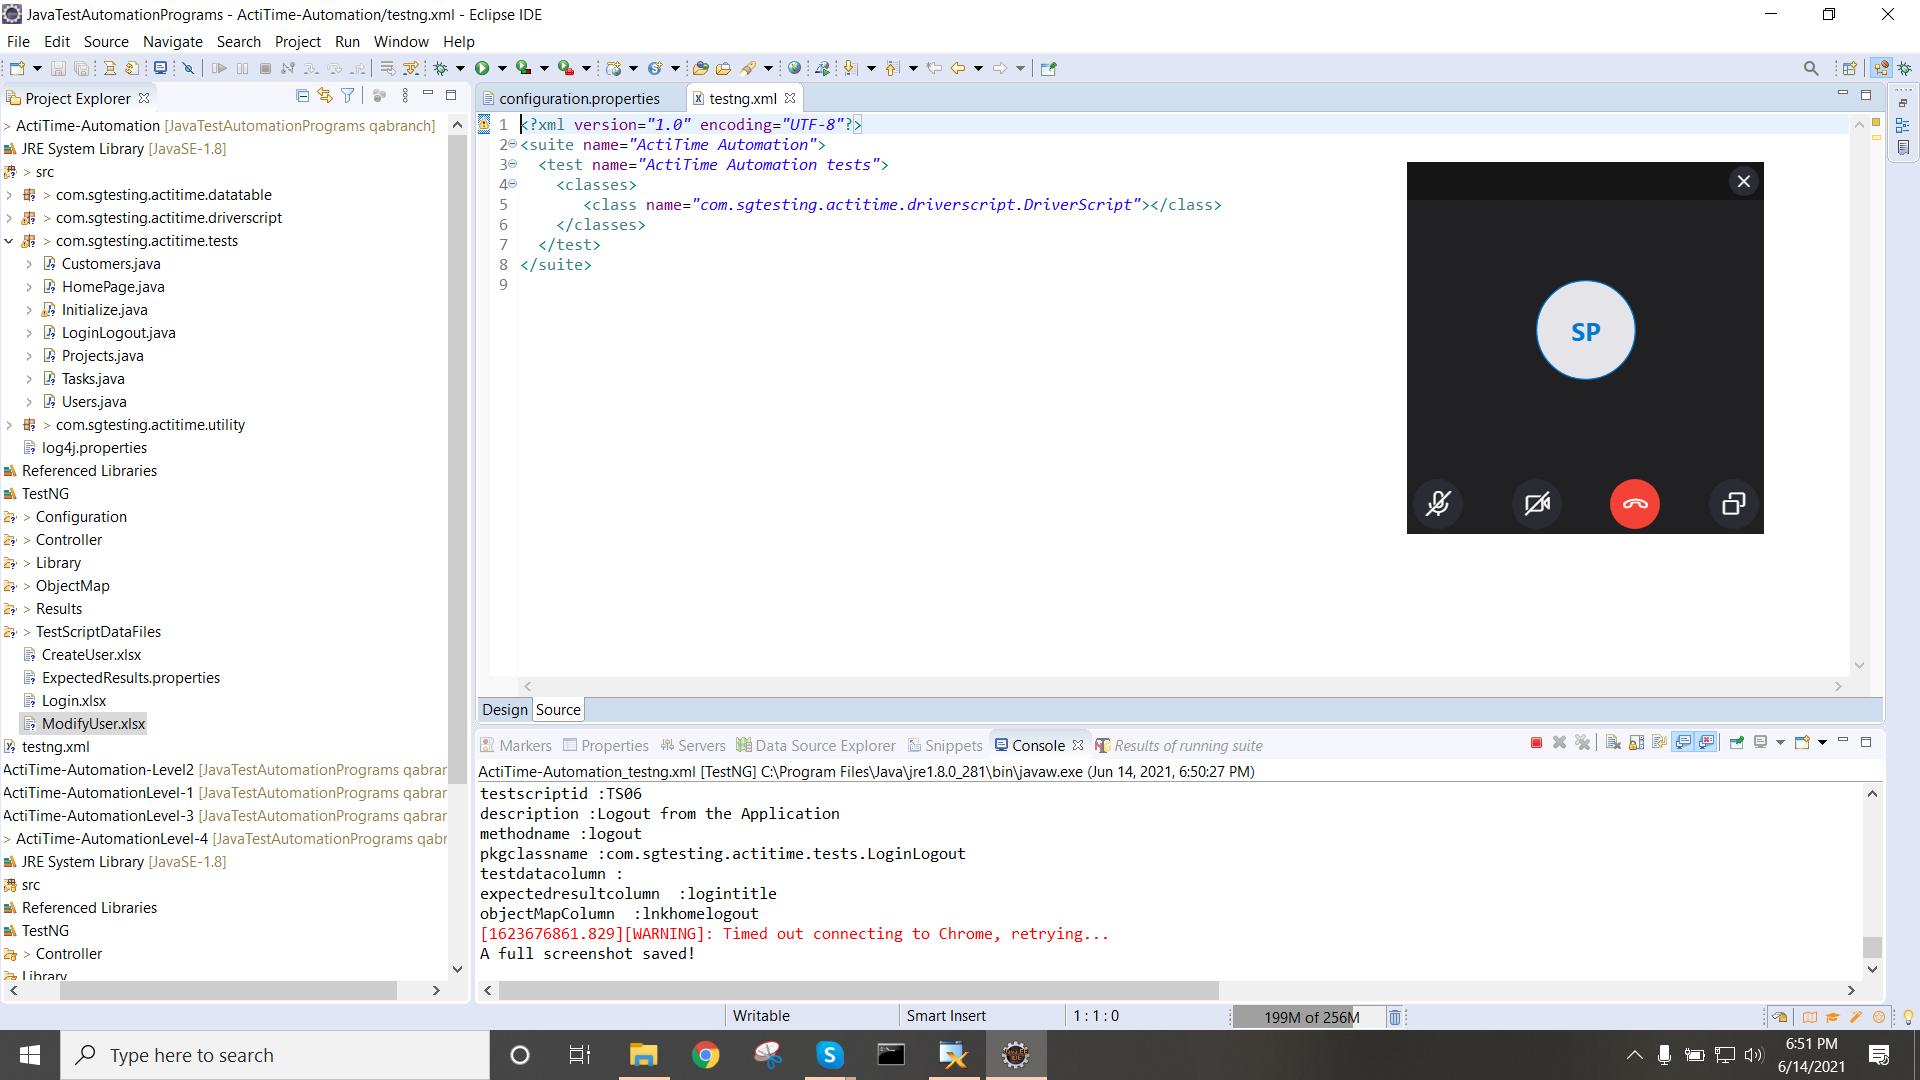 JavaTestAutomationPrograms - ActiTime-Automation/testng.xml - Eclipse IDE
File Edit Source Navigate Search Project Run Window Help
Project Explorer
> ActiTime-Automation [JavaTestAutomationPrograms qabranch]
JRE System Library [JavaSE-1.8]
> src
> com.sgtesting.actitime.datatable
> com.sgtesting.actitime.driverscript
> com.sgtesting.actitime.tests
Customers.java
HomePage.java
Initialize.java
LoginLogout.java
Projects.java
Tasks.java
Users.java
> com.sgtesting.actitime.utility
log4j.properties
Referenced Libraries
TestNG
> Configuration
> Controller
> Library
> ObjectMap
> Results
> TestScriptDataFiles
CreateUser.xlsx
ExpectedResults.properties
Login.xlsx
ModifyUser.xlsx
testng.xml
ActiTime-Automation-Level2 [JavaTestAutomationPrograms qabrar
ActiTime-AutomationLevel-1 [JavaTestAutomationPrograms qabrar
ActiTime-AutomationLevel-3 [JavaTestAutomationPrograms qabrar
> ActiTime-AutomationLevel-4 [JavaTestAutomationPrograms qabr
JRE System Library [JavaSE-1.8]
src
Referenced Libraries
TestNG
> Controller
Library
configuration.properties testng.xml
1 <?xml version="1.0" encoding="UTF-8"?>
2 <suite name="ActiTime Automation">
3 <test name="ActiTime Automation tests">
4 <classes>
5 <class name="com.sgtesting.actitime.driverscript.DriverScript"></class>
6 </classes>
7 </test>
8 </suite>
9
SP
Design Source
Markers Properties Servers Data Source Explorer Snippets Console Results of running suite
ActiTime-Automation_testng.xml [TestNG] C:\Program Files\Java\jre1.8.0_281\bin\javaw.exe (Jun 14, 2021, 6:50:27 PM)
testscriptid :TS06
description :Logout from the Application
methodname :logout
pkgclassname :com.sgtesting.actitime.tests.LoginLogout
testdatacolumn :
expectedresultcolumn :logintitle
objectMapColumn :lnkhomelogout
[1623676861.829][WARNING]: Timed out connecting to Chrome, retrying...
A full screenshot saved!
Writable Smart Insert 1 : 1 : 0 199M of 256M
Type here to search
6:51 PM
6/14/2021